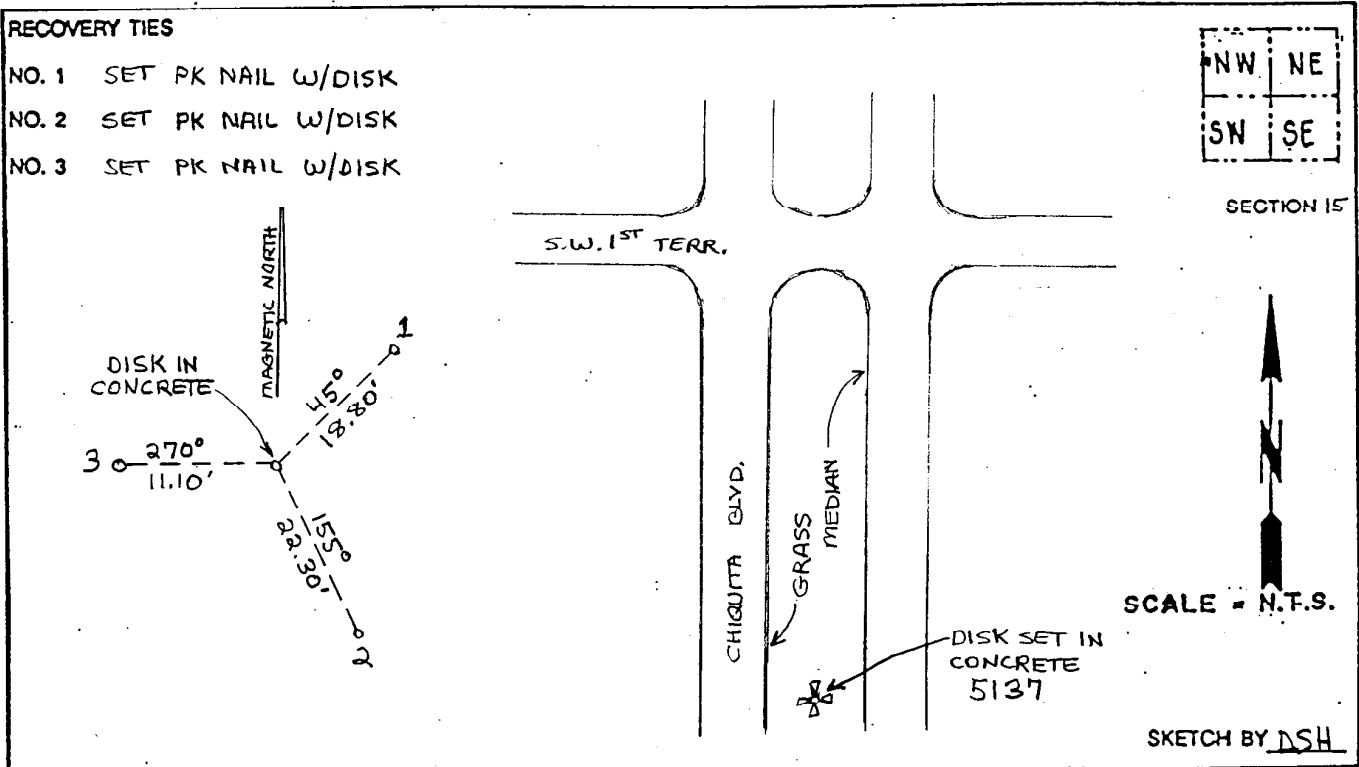 RECOVERY TIES
NO. 1 SET PK NAIL W/DISK
NO. 2 SET PK NAIL W/DISK
NO. 3 SET PK NAIL W/DISK
NW NE
SW SE
SECTION 15
MAGNETIC NORTH
S.W. 1ST TERR.
1
DISK IN
CONCRETE
45°
18.80'
3
270°
11.10'
155°
22.30'
2
CHIQUITA BLVD.
GRASS
MEDIAN
N
SCALE = N.T.S.
DISK SET IN
CONCRETE
5137
SKETCH BY DSH